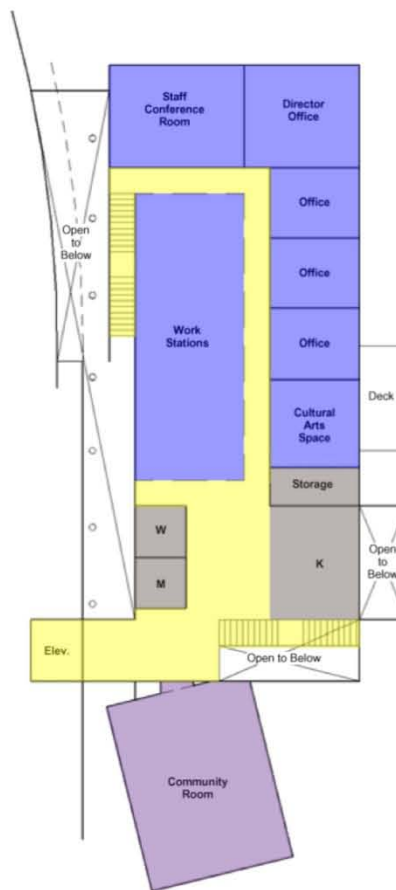 Staff
Conference
Room
Director
Office
Office
Open
to
Below
Office
Work
Stations
Office
Deck
Cultural
Arts
Space
Storage
W
Open
to
Below
K
M
Elev.
Open to Below
Community
Room